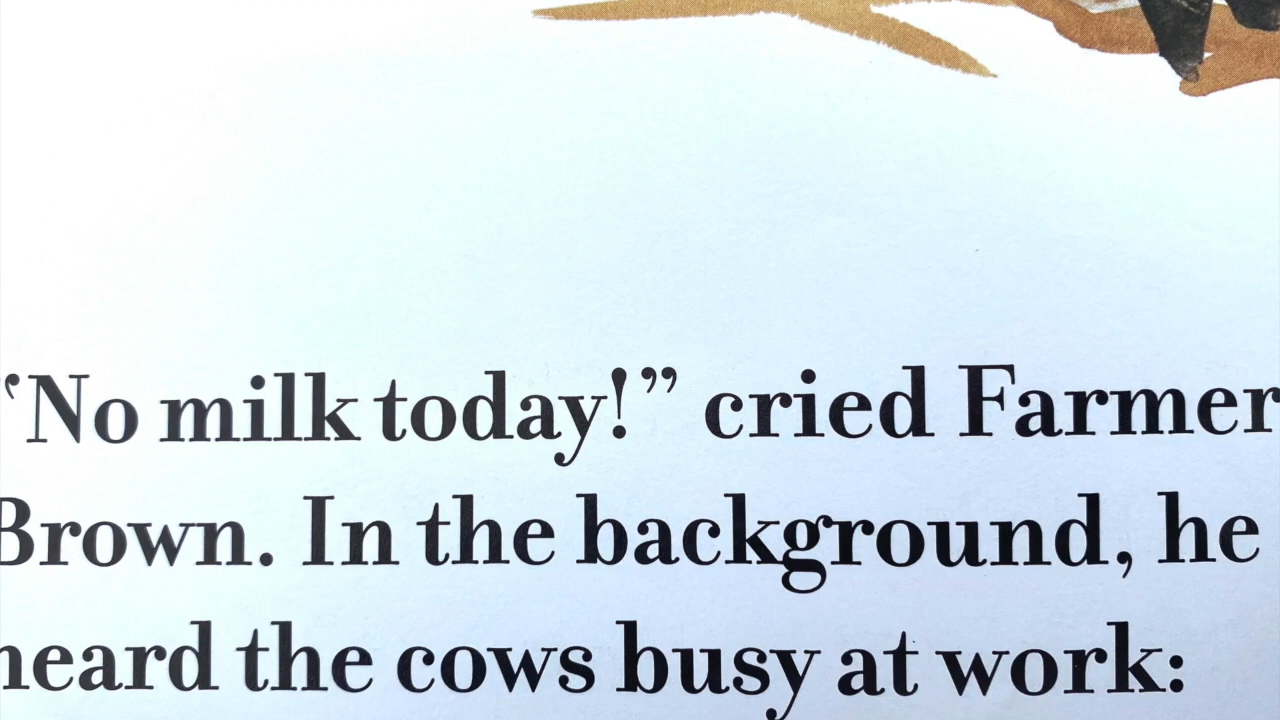 “No milk today!” cried Farmer
Brown. In the background, he
heard the cows busy at work: